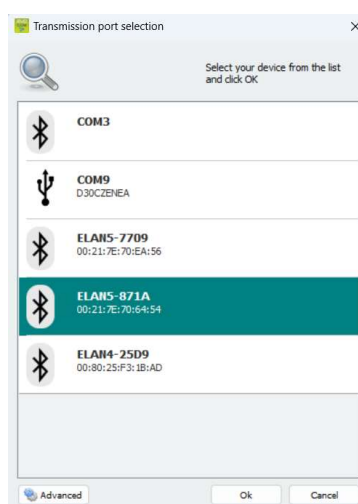 Transmission port selection
Select your device from the list
and click OK
COM3
COM9
D30CZENEA
ELAN5-7709
00:21:7E:70:EA:56
ELAN5-871A
00:21:7E:70:64:54
ELAN4-25D9
00:80:25:F3:1B:AD
Advanced
Ok
Cancel